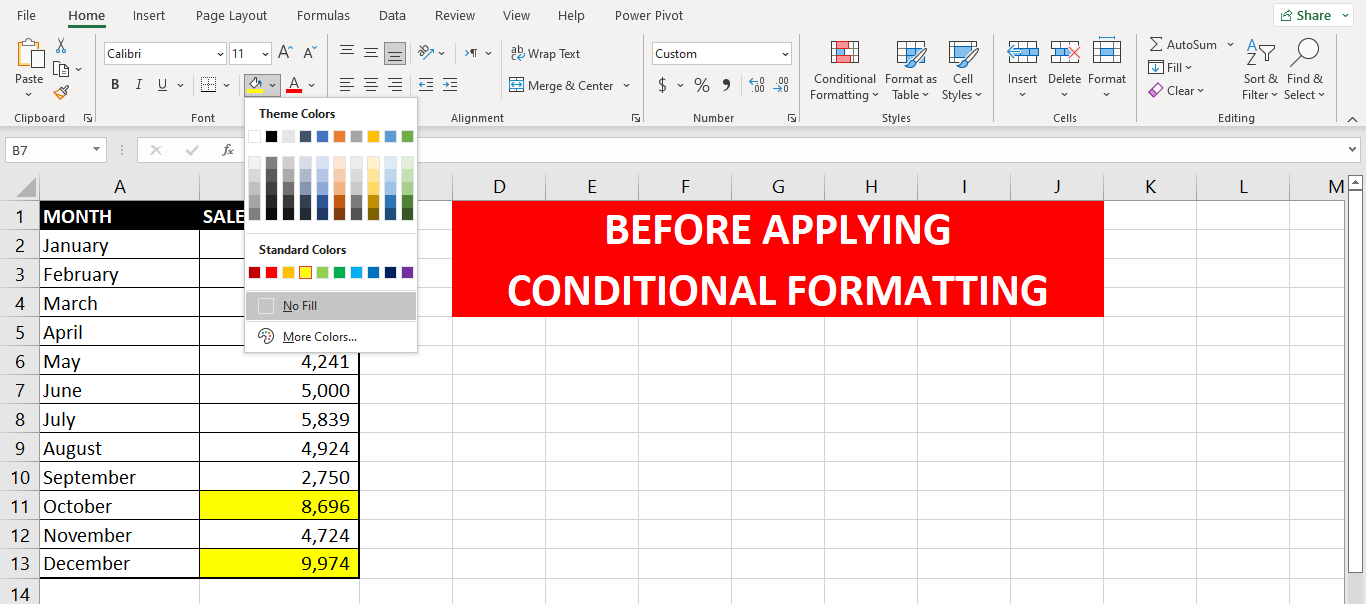 File Home Insert Page Layout Formulas Data Review View Help Power Pivot Share
Calibri 11 Wrap Text Custom AutoSum
Paste Conditional Format as Cell Insert Delete Format Fill Sort & Find &
B I U A Merge & Center $ % Formatting Table Styles Clear Filter Select
Clipboard Font Alignment Number Styles Cells Editing
B7 fx
Theme Colors
Standard Colors
No Fill
More Colors...
A D E F G H I J K L M
1 MONTH SALE
2 January
3 February
4 March
5 April
6 May 4,241
7 June 5,000
8 July 5,839
9 August 4,924
10 September 2,750
11 October 8,696
12 November 4,724
13 December 9,974
14
BEFORE APPLYING
CONDITIONAL FORMATTING